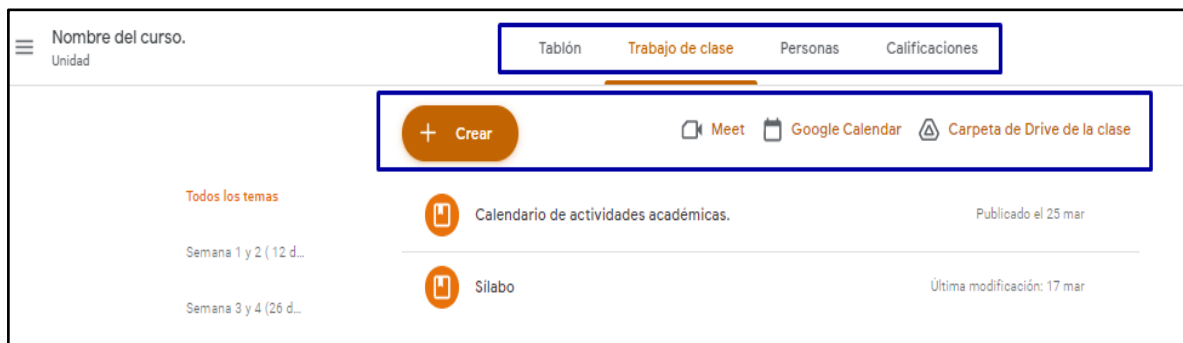 Nombre del curso.
Unidad
Tablón Trabajo de clase Personas Calificaciones
+ Crear Meet Google Calendar Carpeta de Drive de la clase
Todos los temas
Calendario de actividades académicas. Publicado el 25 mar
Semana 1 y 2 ( 12 d...
Sílabo Última modificación: 17 mar
Semana 3 y 4 (26 d...